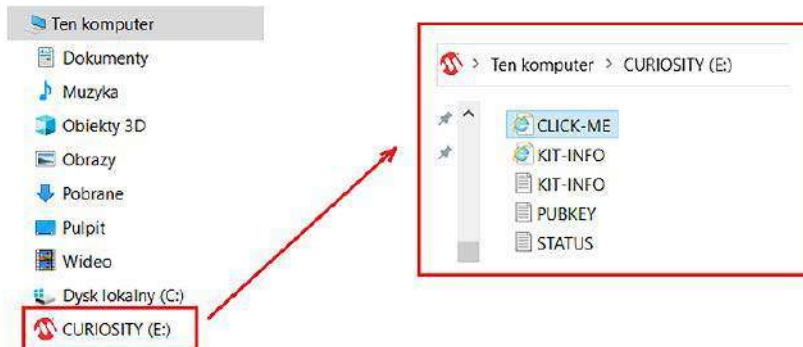 Ten komputer
Dokumenty
Muzyka
Obiekty 3D
Obrazy
Pobrane
Pulpit
Wideo
Dysk lokalny (C:)
CURIOSITY (E:)
> Ten komputer > CURIOSITY (E:)
CLICK-ME
KIT-INFO
KIT-INFO
PUBKEY
STATUS